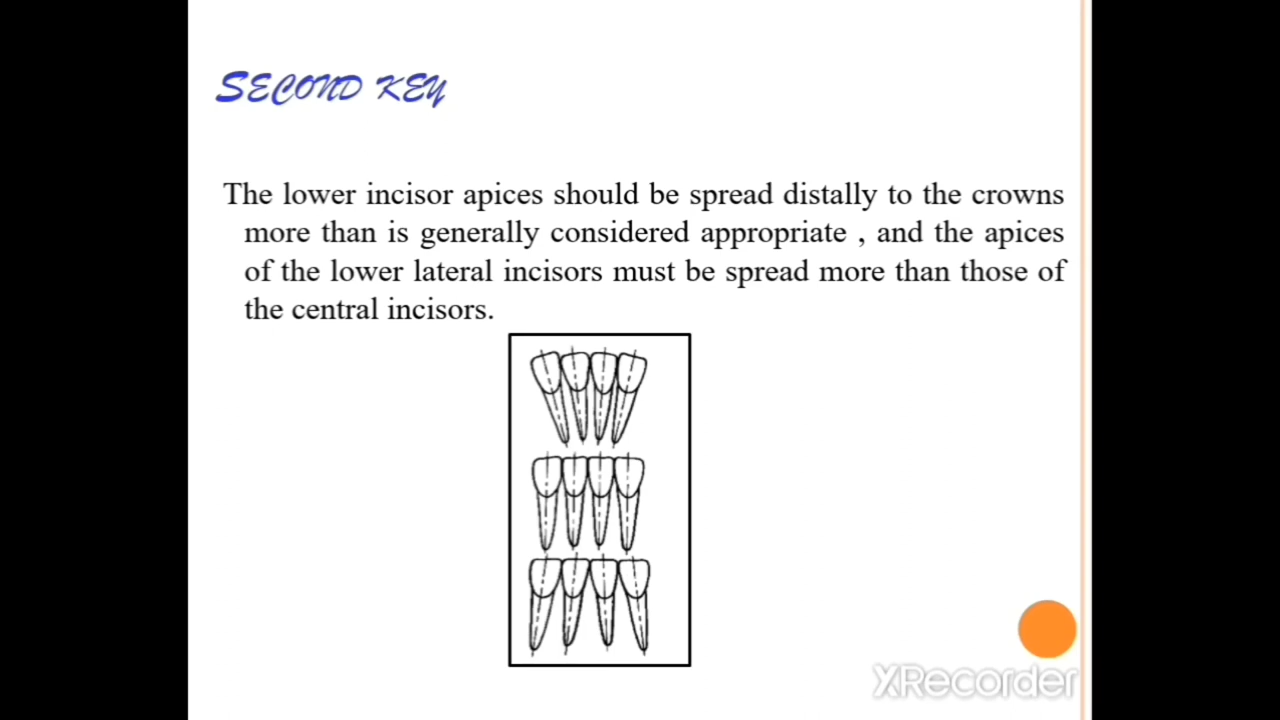 SECOND KEY
The lower incisor apices should be spread distally to the crowns
more than is generally considered appropriate , and the apices
of the lower lateral incisors must be spread more than those of
the central incisors.
XRecorder